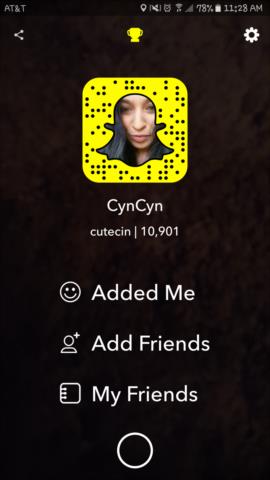 AT&T 78% 11:28 AM
CynCyn
cutecin | 10,901
Added Me
Add Friends
My Friends